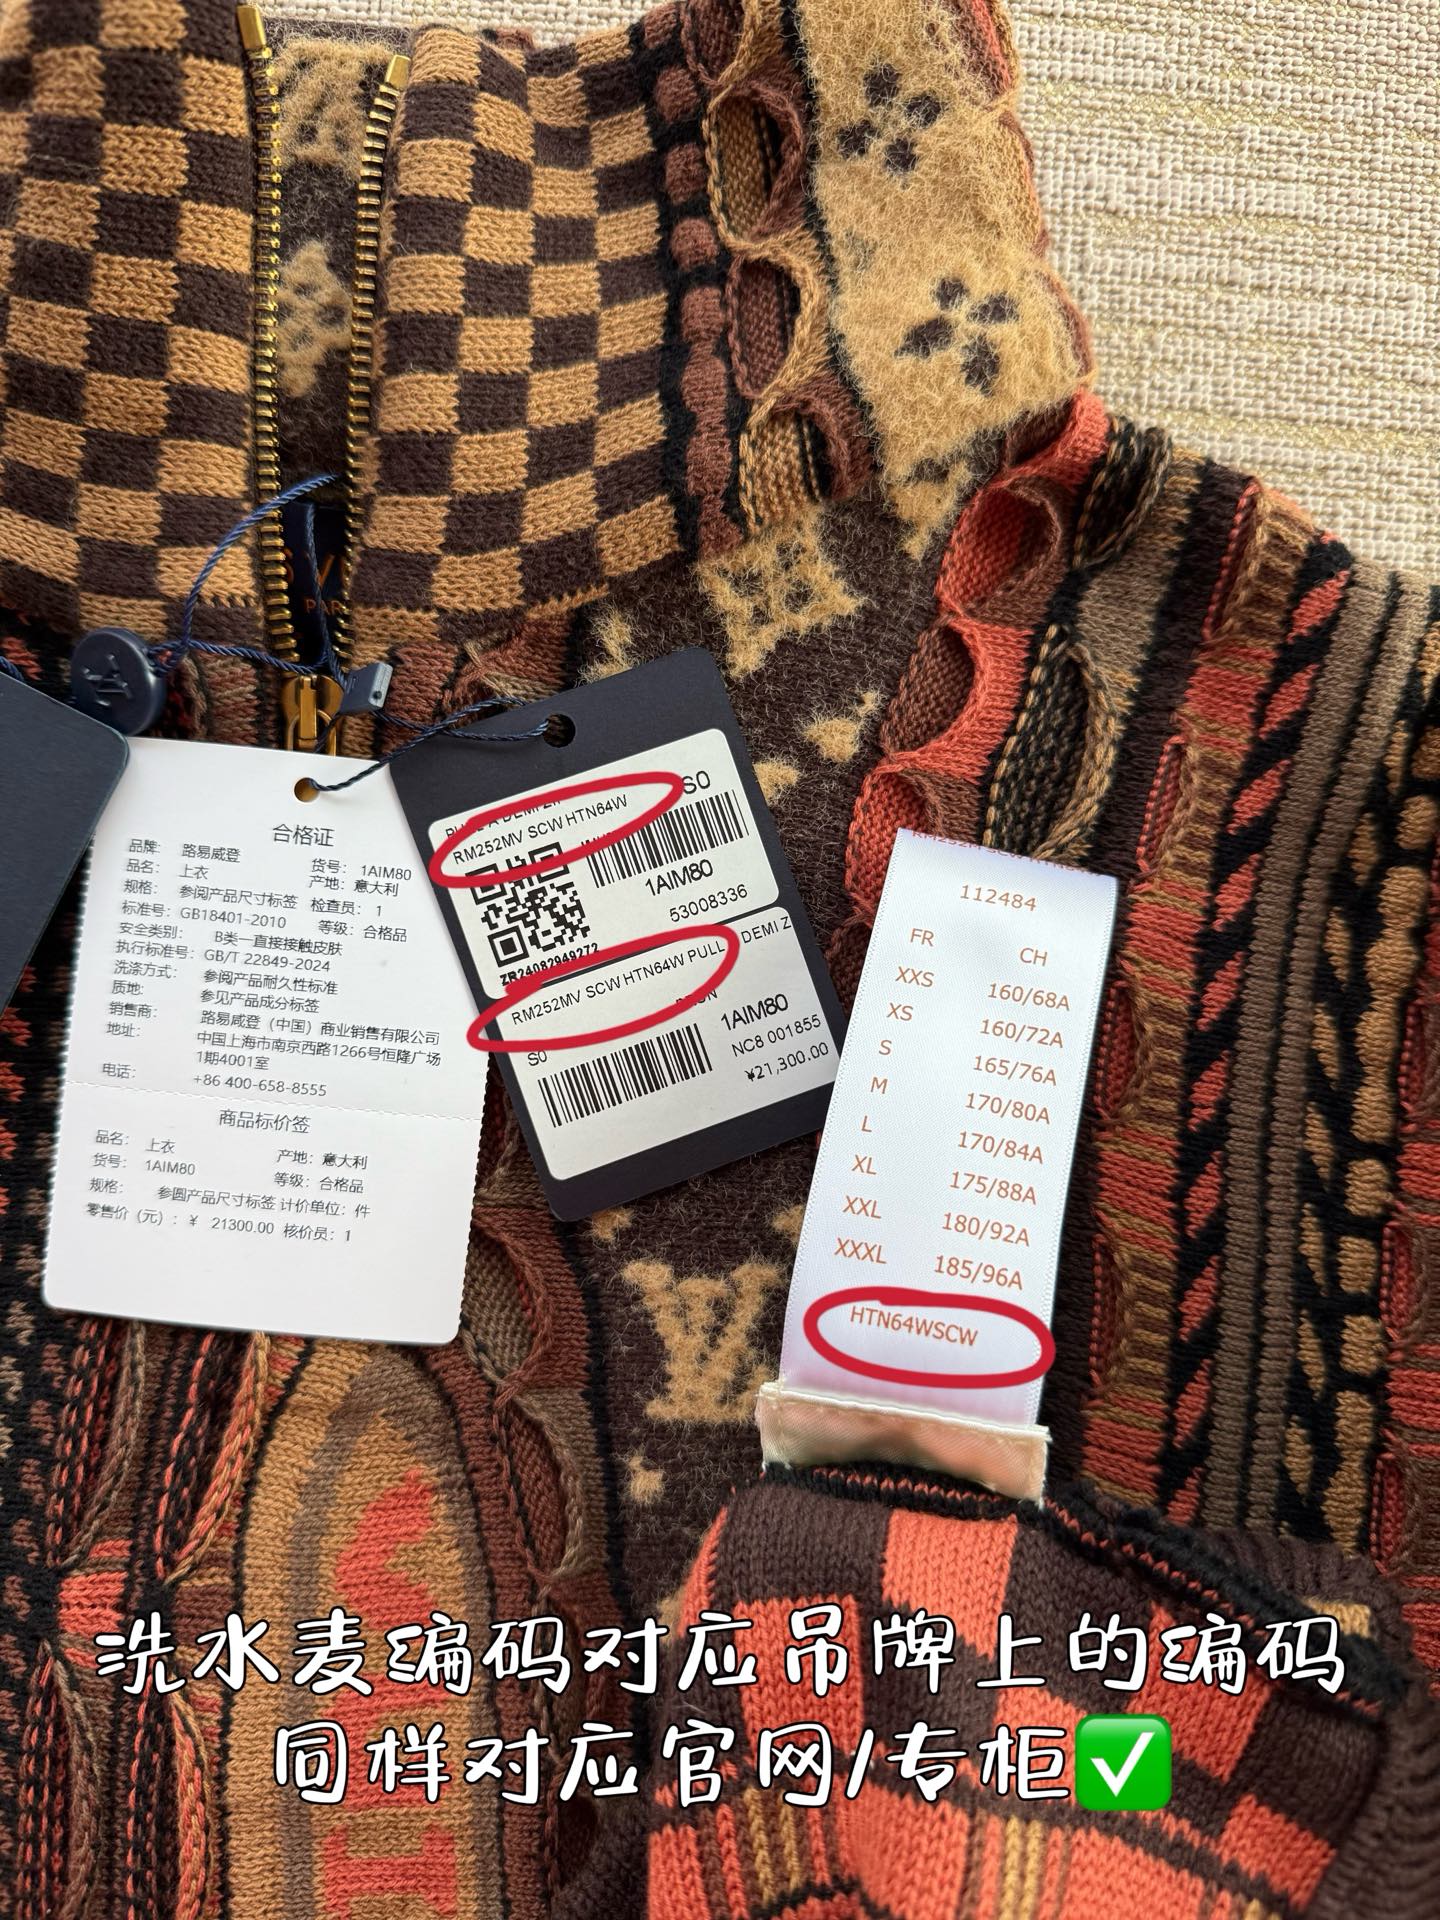 合格证
品牌: 路易威登
货号: 1AIM80
品名: 上衣
产地: 意大利
规格: 参阅产品尺寸标签
检查员: 1
标准号: GB18401-2010
等级: 合格品
安全类别: B类一直接接触皮肤
执行标准号: GB/T 22849-2024
洗涤方式: 参阅产品耐久性标准
质地: 参见产品成分标签
销售商: 路易威登(中国)商业销售有限公司
地址: 中国上海市南京西路1266号恒隆广场
1期4001室
电话: +86 400-658-8555
商品标价签
品名: 上衣
产地: 意大利
货号: 1AIM80
等级: 合格品
规格: 参圆产品尺寸标签 计价单位: 件
零售价 (元) : ¥ 21300.00 核价员: 1
S0
RM252MV SCW HTN64W
1AIM80
53008336
ZR24082949272
RM252MV SCW HTN64W PULL DEMI Z
S0
1AIM80
NC8 001855
¥21,300.00
112484
FR CH
XXS 160/68A
XS 160/72A
S 165/76A
M 170/80A
L 170/84A
XL 175/88A
XXL 180/92A
XXXL 185/96A
HTN64WSCW
洗水麦编码对应吊牌上的编码
同样对应官网/专柜✅